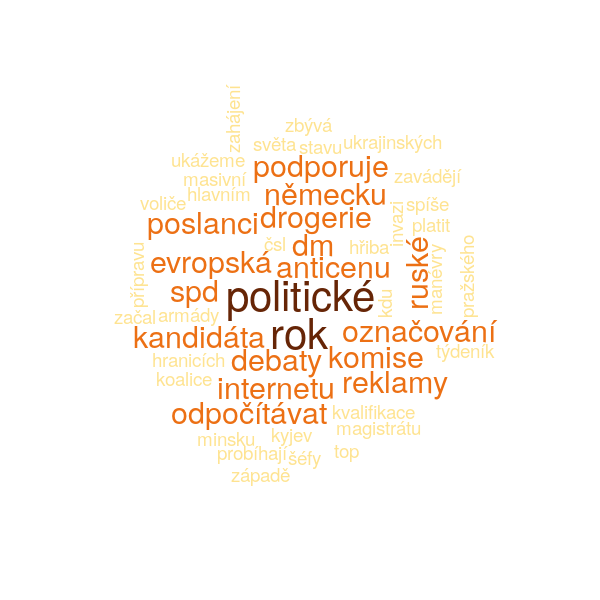 zahájení
zbývá
světa
stavu
ukrajinských
ukážeme
podporuje
zavádějí
masivní
hlavním
německu
voliče
invazi
spíše
poslanci
drogerie
platit
čsl
dm
hřiba
ruské
manévry
pražského
přípravu
evropská
anticenu
spd
politické
kdu
začal
armády
kandidáta
rok
označování
hranicích
debaty
komise
týdeník
koalice
internetu
reklamy
odpočítávat
kvalifikace
magistrátu
minsku
kyjev
probíhají
šéfy
top
západě